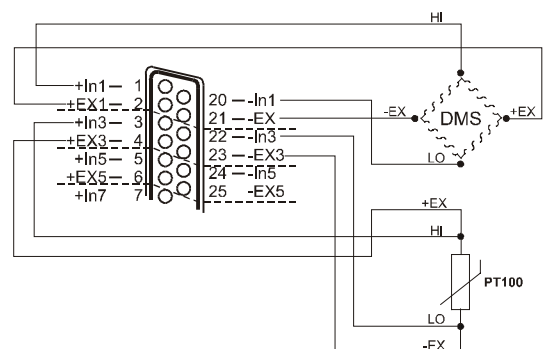 HI
+In1 1
+EX1 2 20 -In1
+In3 3 21 -EX
+EX3 4 22 -In3
+In5 5 23 -EX3
+EX5 6 24 -In5
+In7 7 25 -EX5
-EX DMS +EX
LO
+EX
HI
PT100
LO
-EX